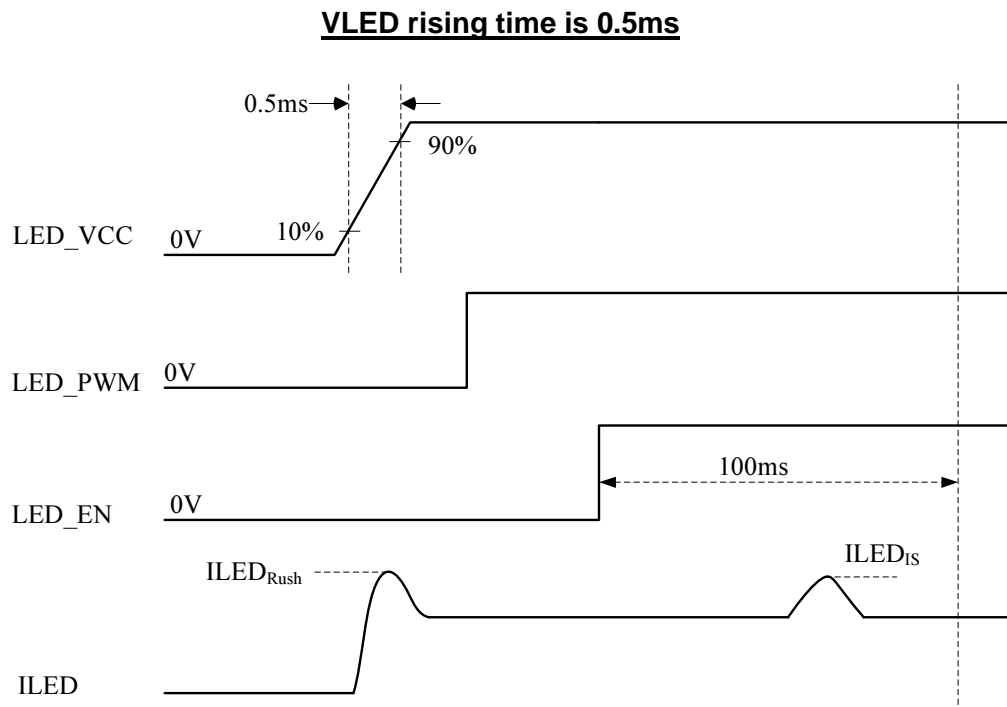 VLED rising time is 0.5ms
0.5ms
90%
LED_VCC
0V
10%
LED_PWM
0V
100ms
LED_EN
0V
ILEDRush
ILEDIS
ILED